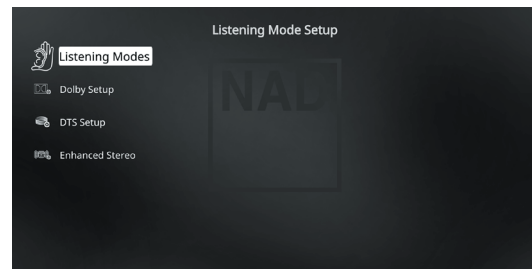 Listening Mode Setup
Listening Modes
Dolby Setup
DTS Setup
Enhanced Stereo
NAD